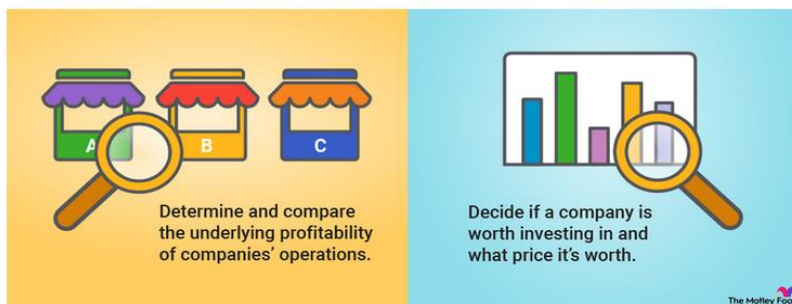 A
B
C
Determine and compare
the underlying profitability
of companies' operations.
Decide if a company is
worth investing in and
what price it's worth.
The Motley Foo